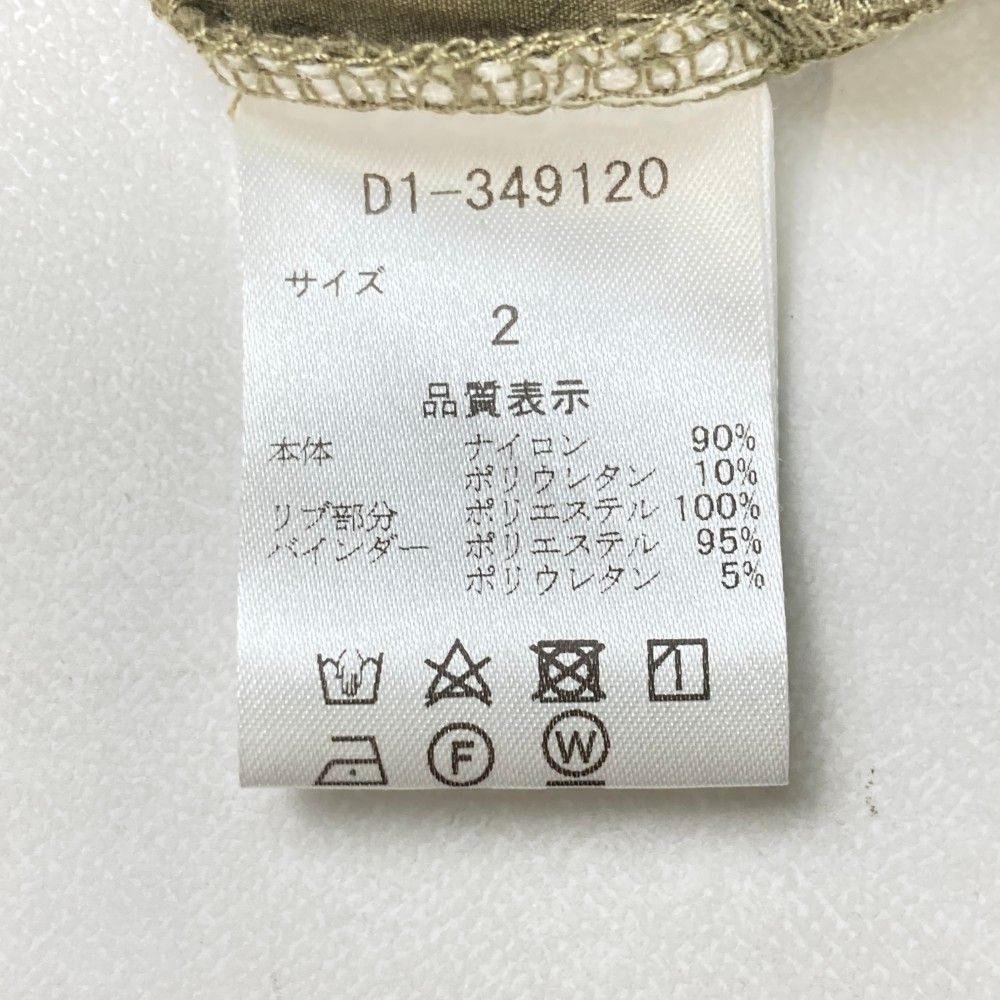 D1-349120
サイズ
2
品質表示
本体 ナイロン 90%
ポリウレタン 10%
リブ部分 ポリエステル 100%
バインダー ポリエステル 95%
ポリウレタン 5%
F W